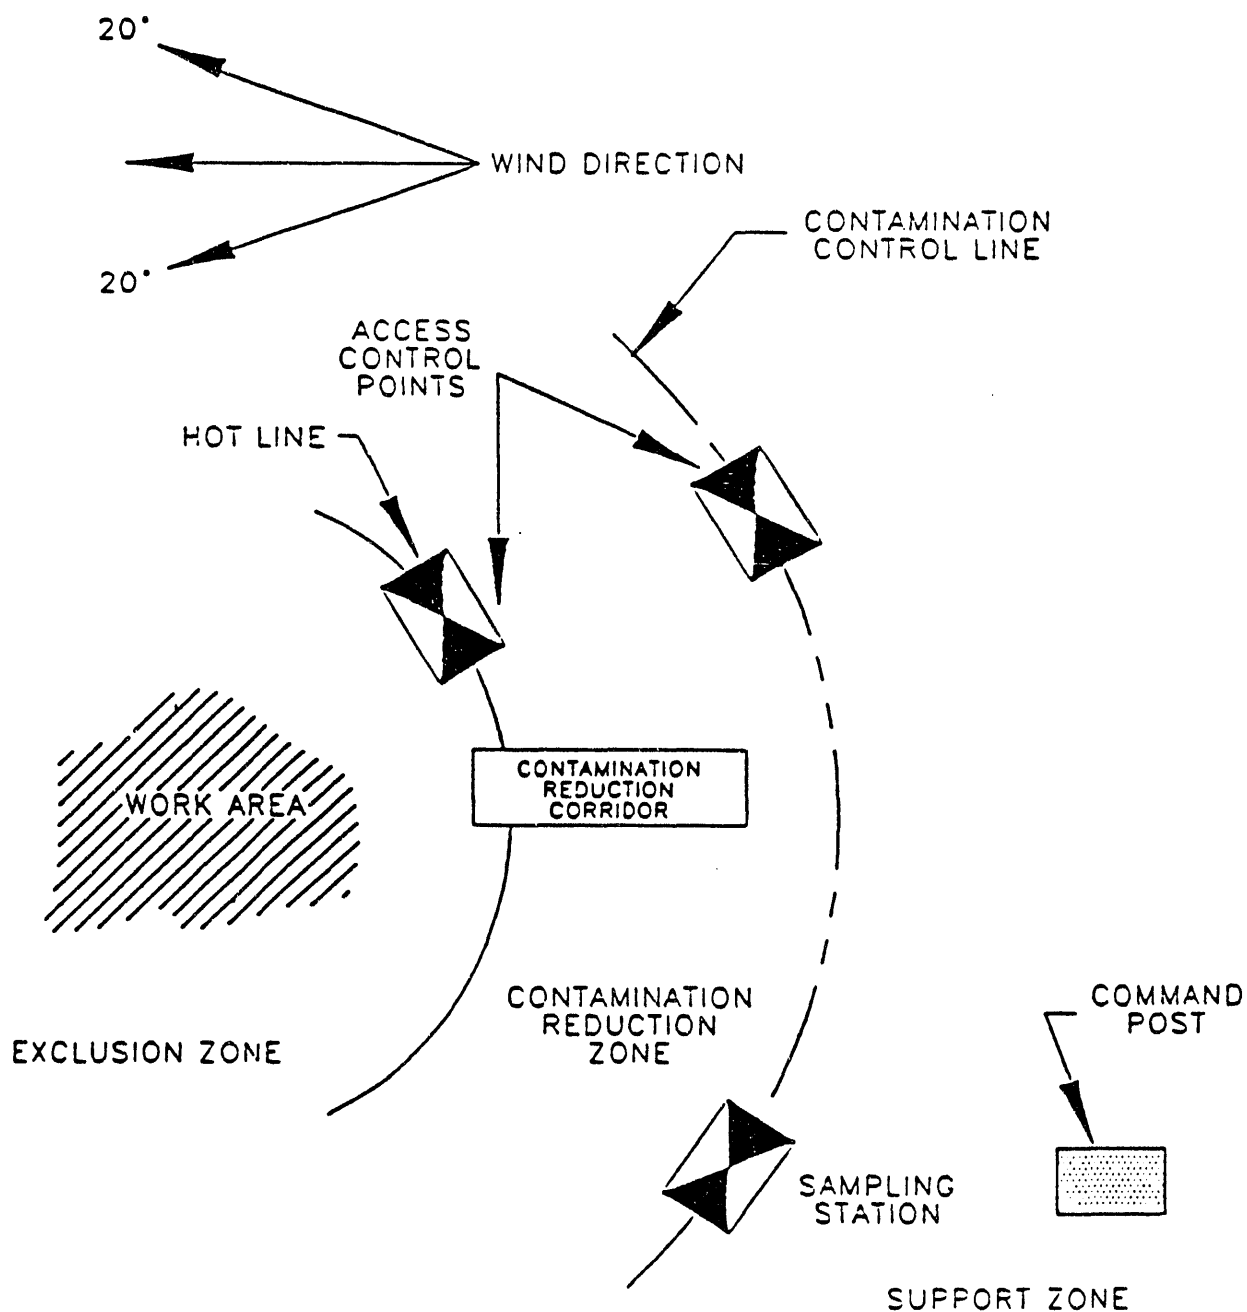 20°
WIND DIRECTION
20°
CONTAMINATION
CONTROL LINE
ACCESS
CONTROL
POINTS
HOT LINE
CONTAMINATION
REDUCTION
CORRIDOR
WORK AREA
CONTAMINATION
REDUCTION
ZONE
EXCLUSION ZONE
COMMAND
POST
SAMPLING
STATION
SUPPORT ZONE